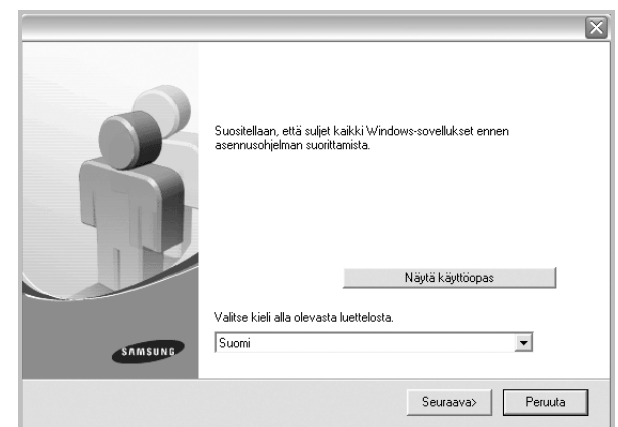 Suositellaan, että suljet kaikki Windows-sovellukset ennen
asennusohjelman suorittamista.
Näytä käyttöopas
Valitse kieli alla olevasta luettelosta.
SAMSUNG
Suomi
Seuraava>
Peruuta